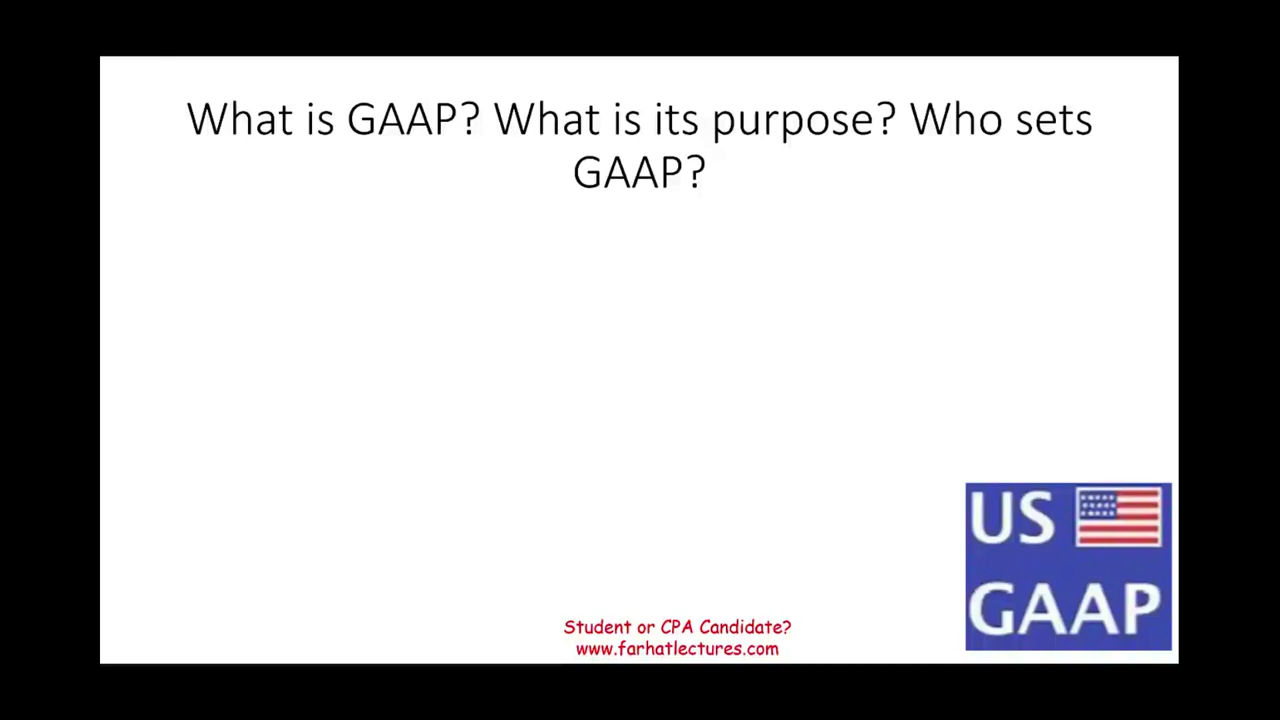 What is GAAP? What is its purpose? Who sets
GAAP?
US
GAAP
Student or CPA Candidate?
www.farhatlectures.com